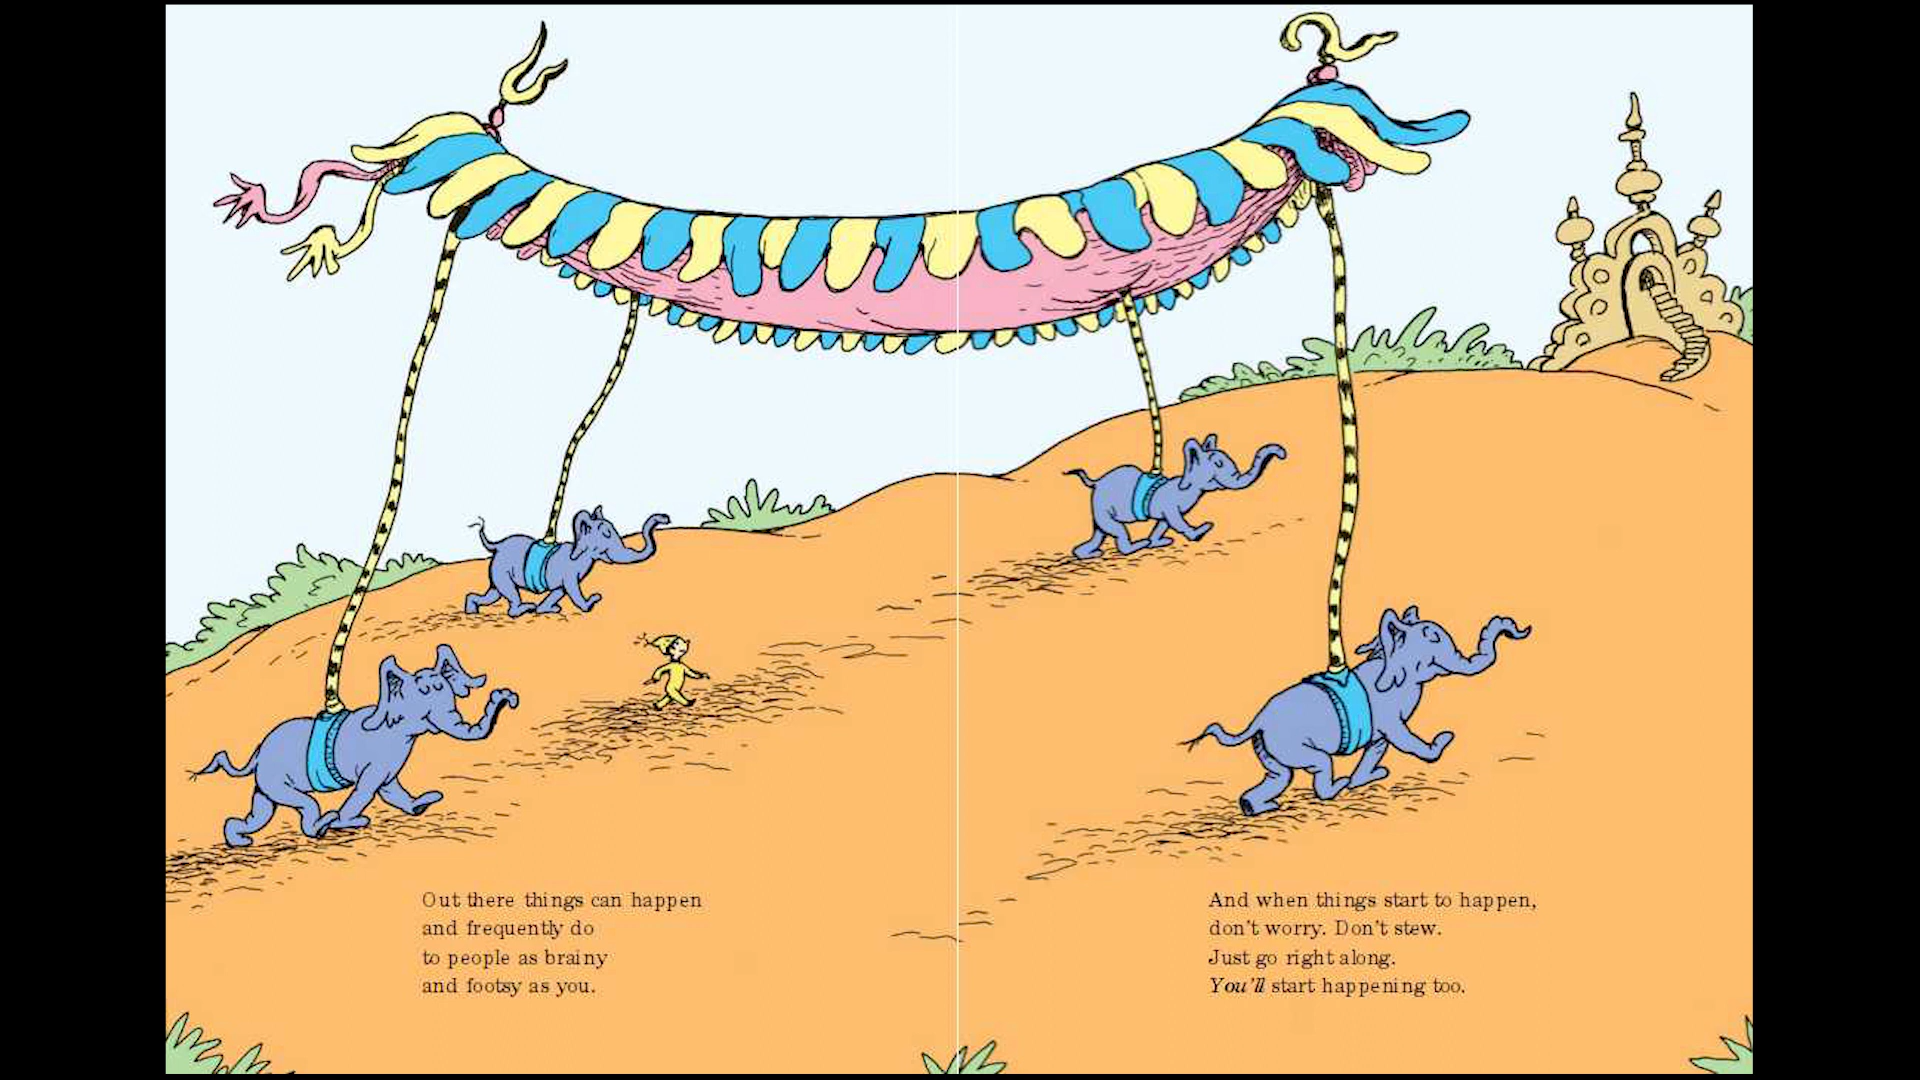 Out there things can happen
and frequently do
to people as brainy
and footsy as you.
And when things start to happen,
don't worry. Don't stew.
Just go right along.
You'll start happening too.